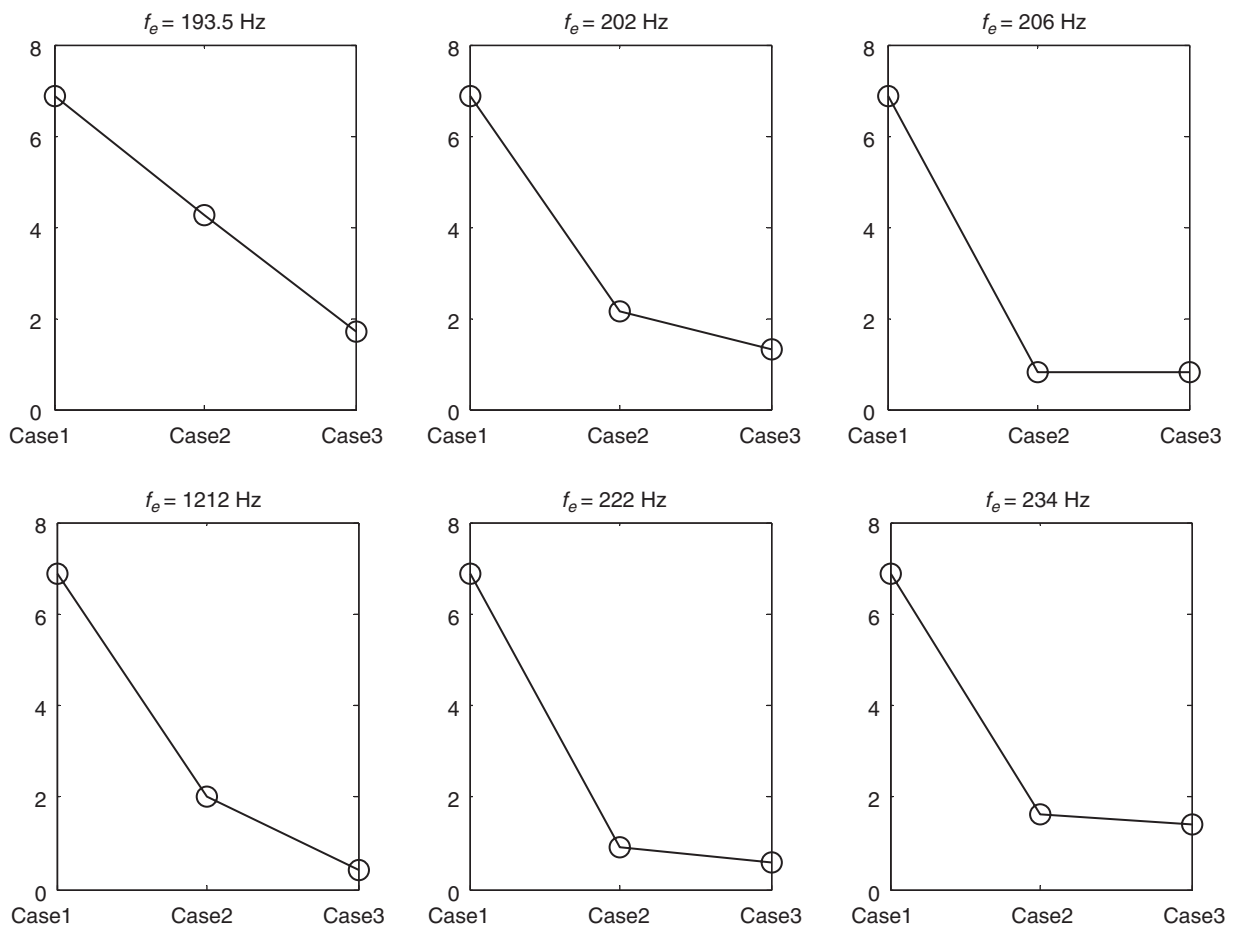 fe = 193.5 Hz
8
6
4
2
0
Case1 Case2 Case3
fe = 202 Hz
8
6
4
2
0
Case1 Case2 Case3
fe = 206 Hz
8
6
4
2
0
Case1 Case2 Case3
fe = 1212 Hz
8
6
4
2
0
Case1 Case2 Case3
fe = 222 Hz
8
6
4
2
0
Case1 Case2 Case3
fe = 234 Hz
8
6
4
2
0
Case1 Case2 Case3